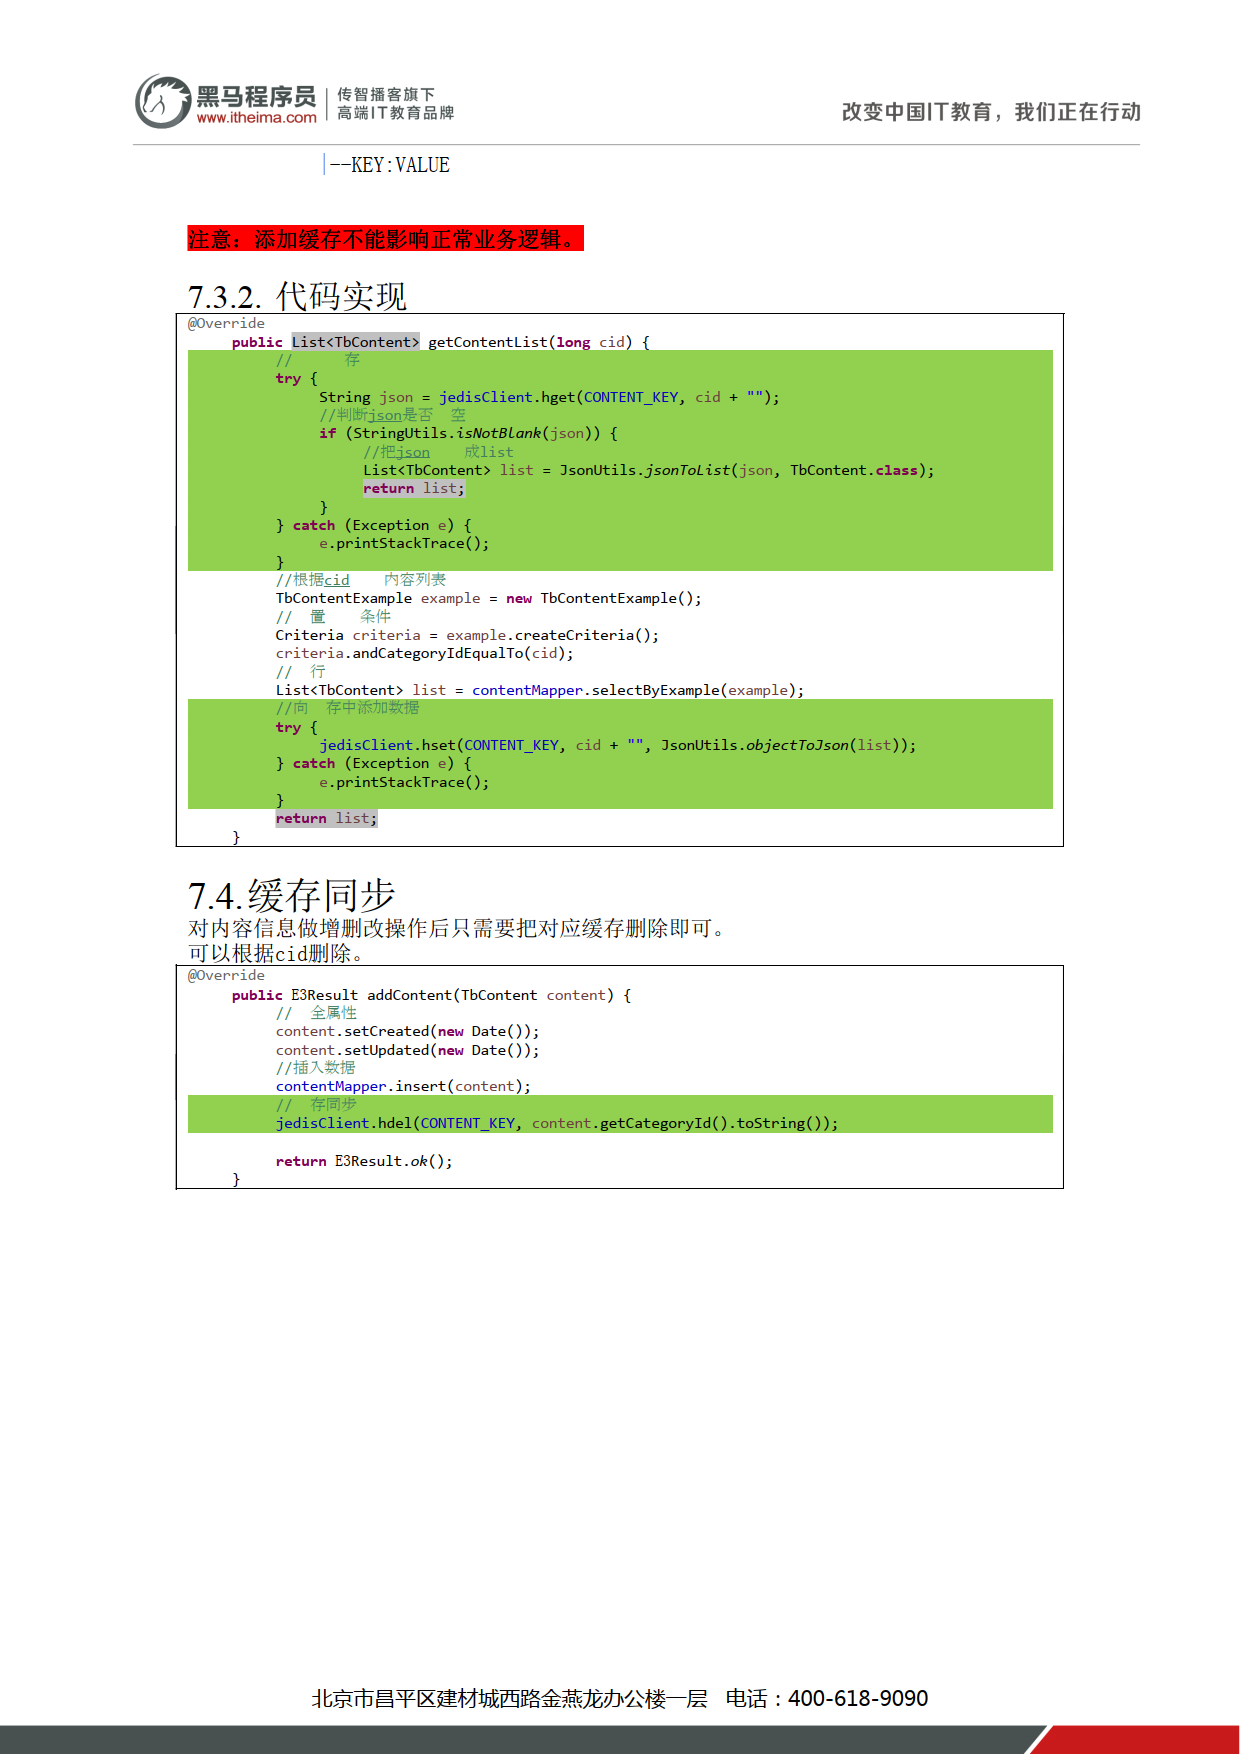 黑马程序员
www.itheima.com
传智播客旗下
高端IT教育品牌
改变中国IT教育，我们正在行动
|--KEY:VALUE
注意：添加缓存不能影响正常业务逻辑。
7.3.2. 代码实现
@Override
public List<TbContent> getContentList(long cid) {
// 存
try {
String json = jedisClient.hget(CONTENT_KEY, cid + "");
//判断json是否 空
if (StringUtils.isNotBlank(json)) {
//把json 成list
List<TbContent> list = JsonUtils.jsonToList(json, TbContent.class);
return list;
}
} catch (Exception e) {
e.printStackTrace();
}
//根据cid 内容列表
TbContentExample example = new TbContentExample();
// 置 条件
Criteria criteria = example.createCriteria();
criteria.andCategoryIdEqualTo(cid);
// 行
List<TbContent> list = contentMapper.selectByExample(example);
//向 存中添加数据
try {
jedisClient.hset(CONTENT_KEY, cid + "", JsonUtils.objectToJson(list));
} catch (Exception e) {
e.printStackTrace();
}
return list;
}
7.4. 缓存同步
对内容信息做增删改操作后只需要把对应缓存删除即可。
可以根据cid删除。
@Override
public E3Result addContent(TbContent content) {
// 全属性
content.setCreated(new Date());
content.setUpdated(new Date());
//插入数据
contentMapper.insert(content);
// 存同步
jedisClient.hdel(CONTENT_KEY, content.getCategoryId().toString());
return E3Result.ok();
}
北京市昌平区建材城西路金燕龙办公楼一层 电话：400-618-9090